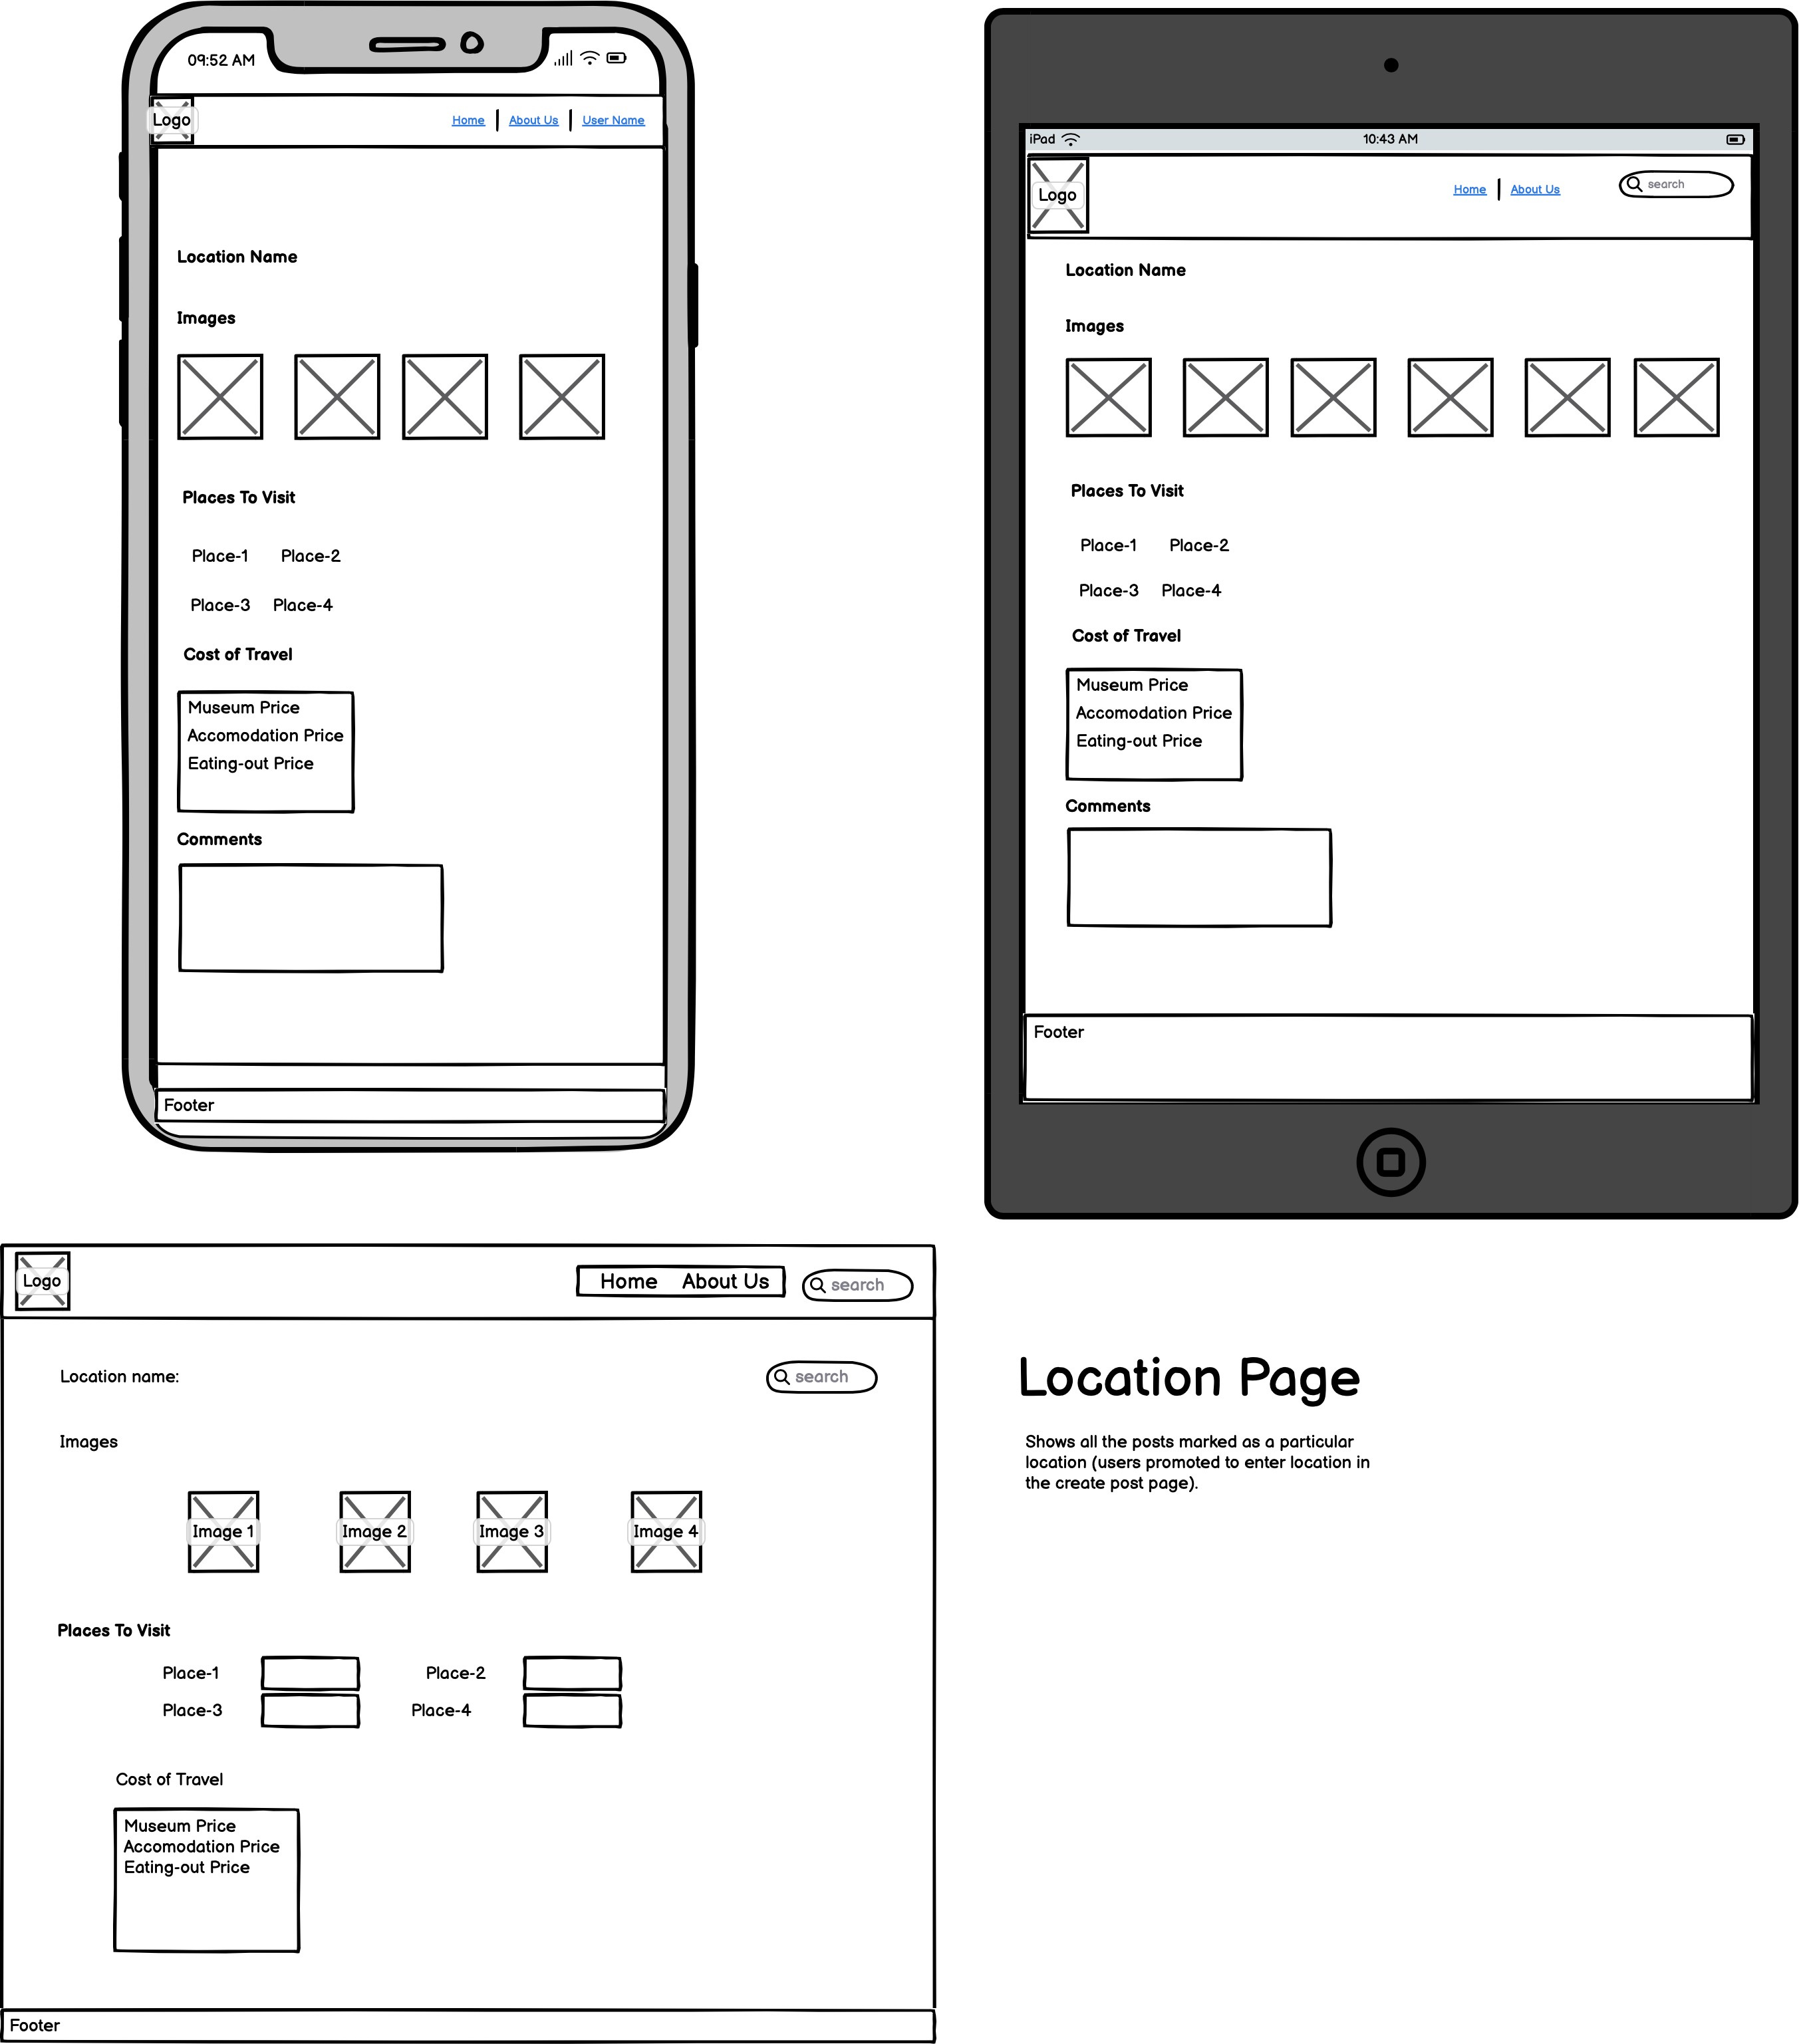 09:52 AM
Logo
Home
About Us
User Name
Location Name
Images
Places To Visit
Place-1 Place-2
Place-3 Place-4
Cost of Travel
Museum Price
Accomodation Price
Eating-out Price
Comments
Footer
iPad
10:43 AM
Logo
Home
About Us
search
Location Name
Images
Places To Visit
Place-1 Place-2
Place-3 Place-4
Cost of Travel
Museum Price
Accomodation Price
Eating-out Price
Comments
Footer
Logo
Home About Us
search
Location name:
search
Images
Image 1 Image 2 Image 3 Image 4
Places To Visit
Place-1 Place-2
Place-3 Place-4
Cost of Travel
Museum Price
Accomodation Price
Eating-out Price
Footer
Location Page
Shows all the posts marked as a particular
location (users promoted to enter location in
the create post page).